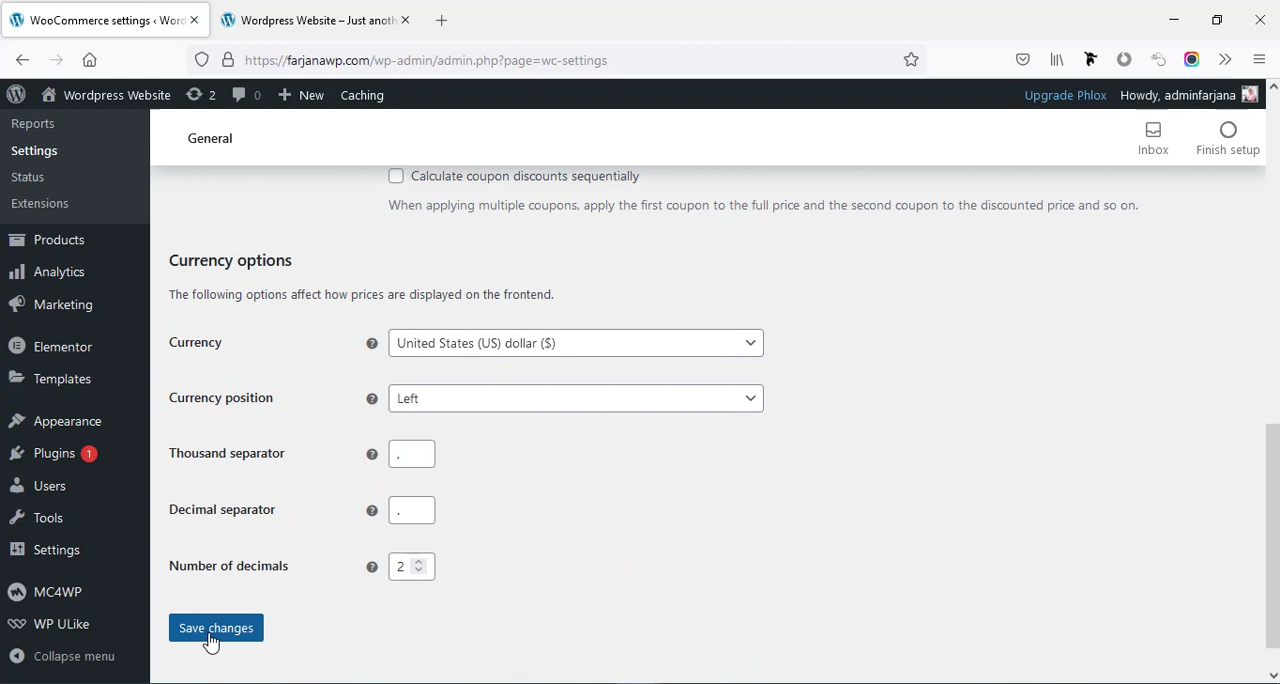 WooCommerce settings ‹ Word
Wordpress Website – Just anoth
https://farjanawp.com/wp-admin/admin.php?page=wc-settings
Wordpress Website 2 0 New Caching Upgrade Phlox Howdy, adminfarjana
Reports
Settings
Status
Extensions
Products
Analytics
Marketing
Elementor
Templates
Appearance
Plugins 1
Users
Tools
Settings
MC4WP
WP ULike
Collapse menu
General
Inbox
Finish setup
Calculate coupon discounts sequentially
When applying multiple coupons, apply the first coupon to the full price and the second coupon to the discounted price and so on.
Currency options
The following options affect how prices are displayed on the frontend.
Currency United States (US) dollar ($)
Currency position Left
Thousand separator ,
Decimal separator .
Number of decimals 2
Save changes